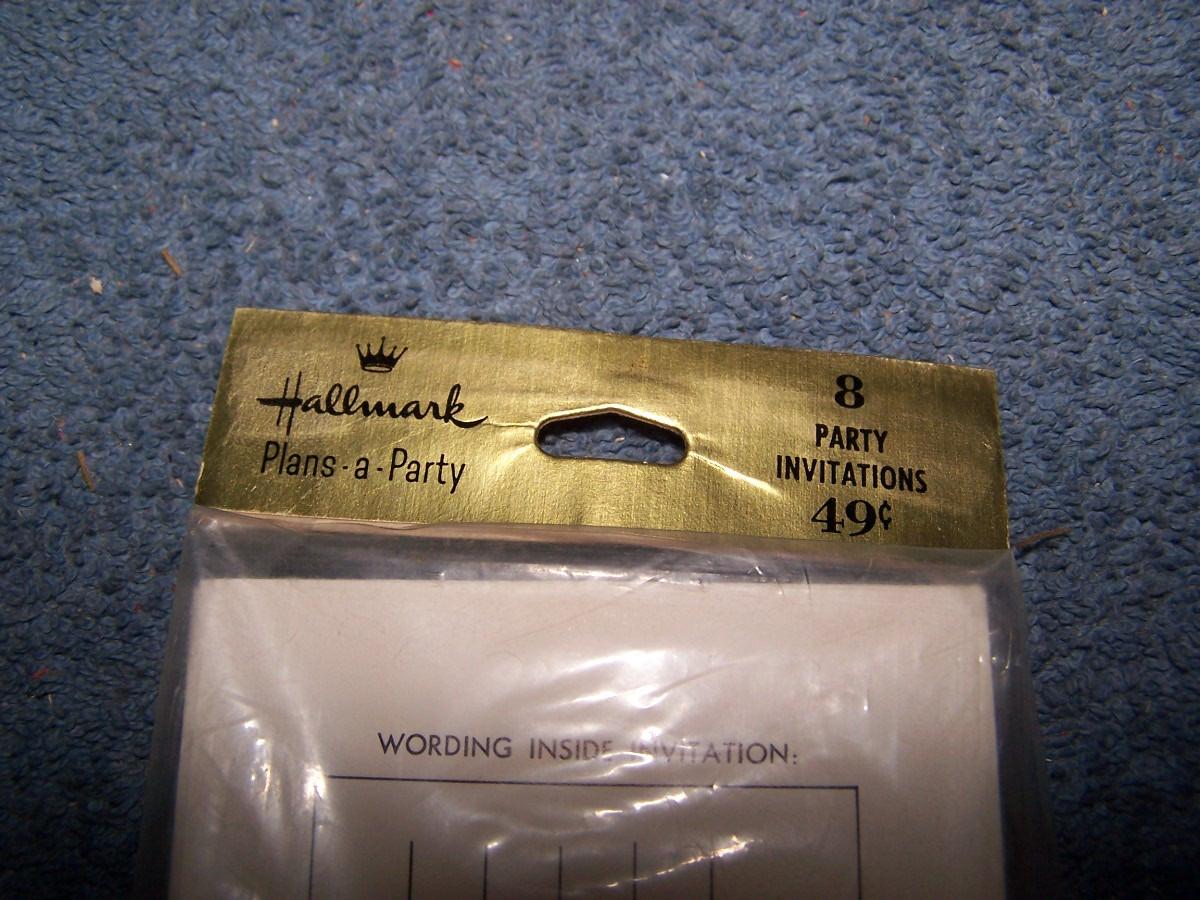 Hallmark
Plans-a-Party
8
PARTY
INVITATIONS
49¢
WORDING INSIDE INVITATION: